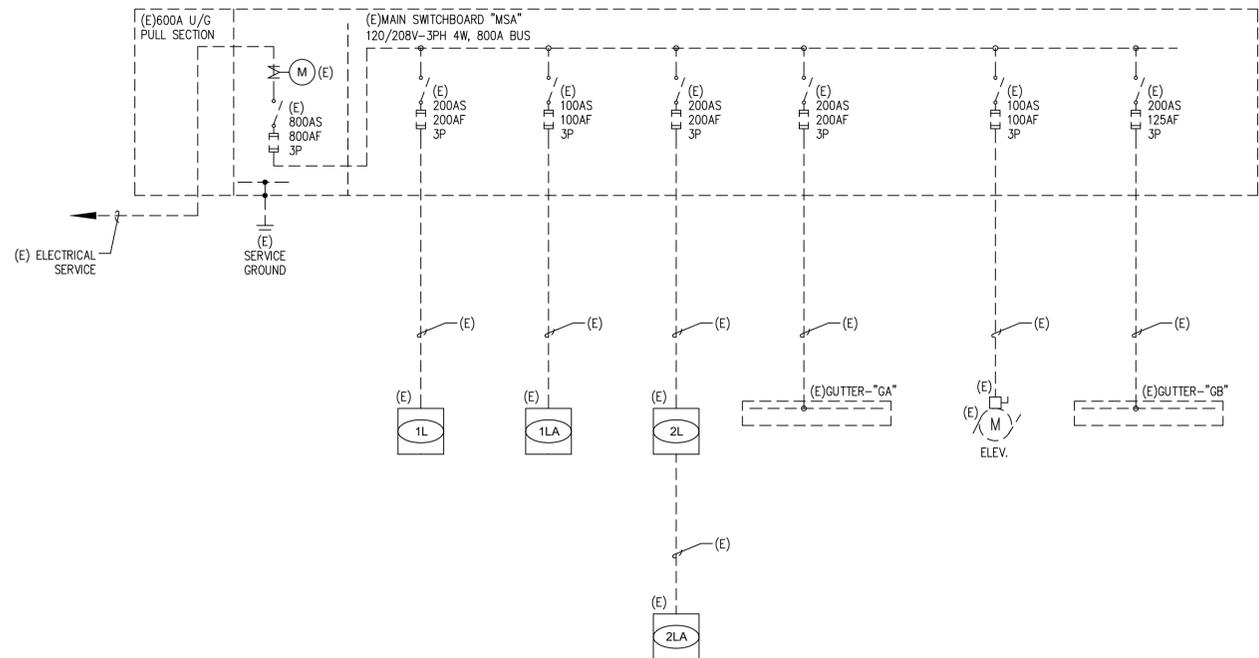 (E)600A U/G
PULL SECTION
(E)MAIN SWITCHBOARD "MSA"
120/208V-3PH 4W, 800A BUS
M
(E)
(E)
800AS
800AF
3P
(E)
200AS
200AF
3P
(E)
100AS
100AF
3P
(E)
200AS
200AF
3P
(E)
200AS
200AF
3P
(E)
100AS
100AF
3P
(E)
200AS
125AF
3P
(E) ELECTRICAL
SERVICE
(E)
SERVICE
GROUND
(E)
(E)
(E)
(E)
(E)
(E)
(E)
1L
(E)
1LA
(E)
2L
(E)GUTTER-"GA"
(E)
(E)
M
ELEV.
(E)GUTTER-"GB"
(E)
(E)
2LA